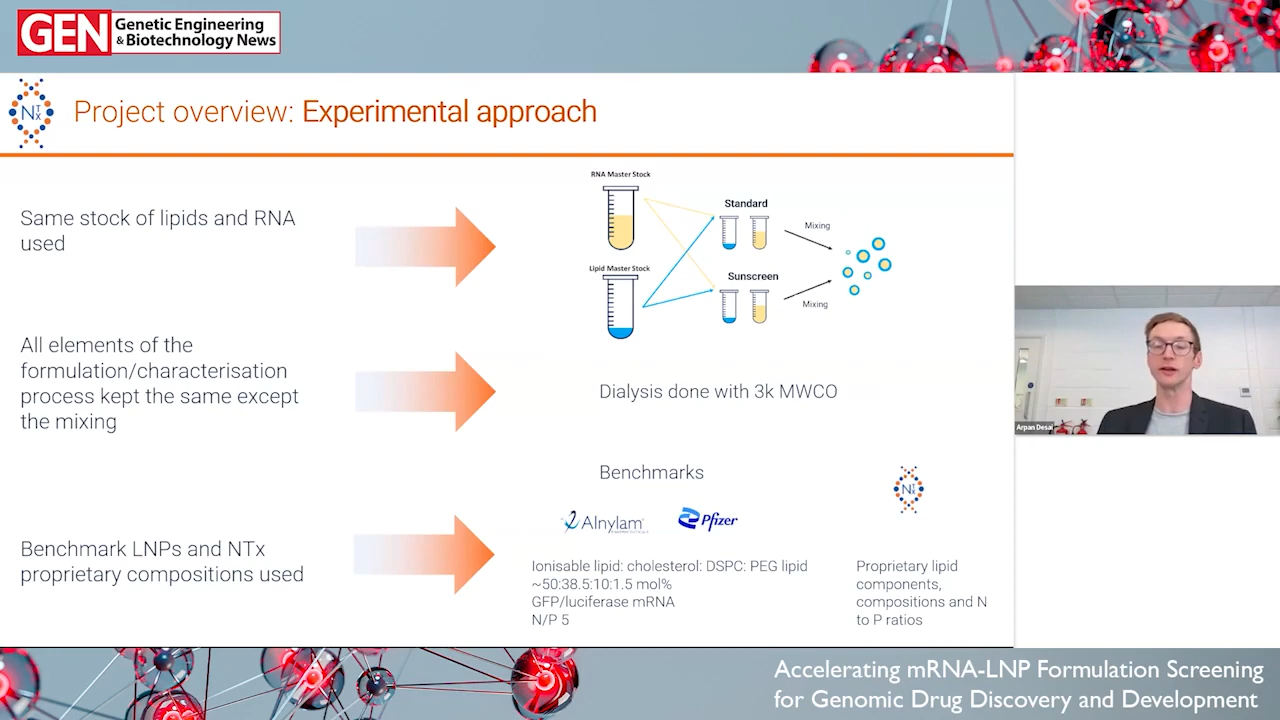 GEN Genetic Engineering
& Biotechnology News
NTx
Project overview: Experimental approach
Same stock of lipids and RNA
used
RNA Master Stock
Lipid Master Stock
Standard
Sunscreen
Mixing
Mixing
All elements of the
formulation/characterisation
process kept the same except
the mixing
Dialysis done with 3k MWCO
Arpan Desai
Benchmark LNPs and NTx
proprietary compositions used
Benchmarks
Alnylam
Pfizer
NTx
Ionisable lipid: cholesterol: DSPC: PEG lipid
~50:38.5:10:1.5 mol%
GFP/luciferase mRNA
N/P 5
Proprietary lipid
components,
compositions and N
to P ratios
Accelerating mRNA-LNP Formulation Screening
for Genomic Drug Discovery and Development